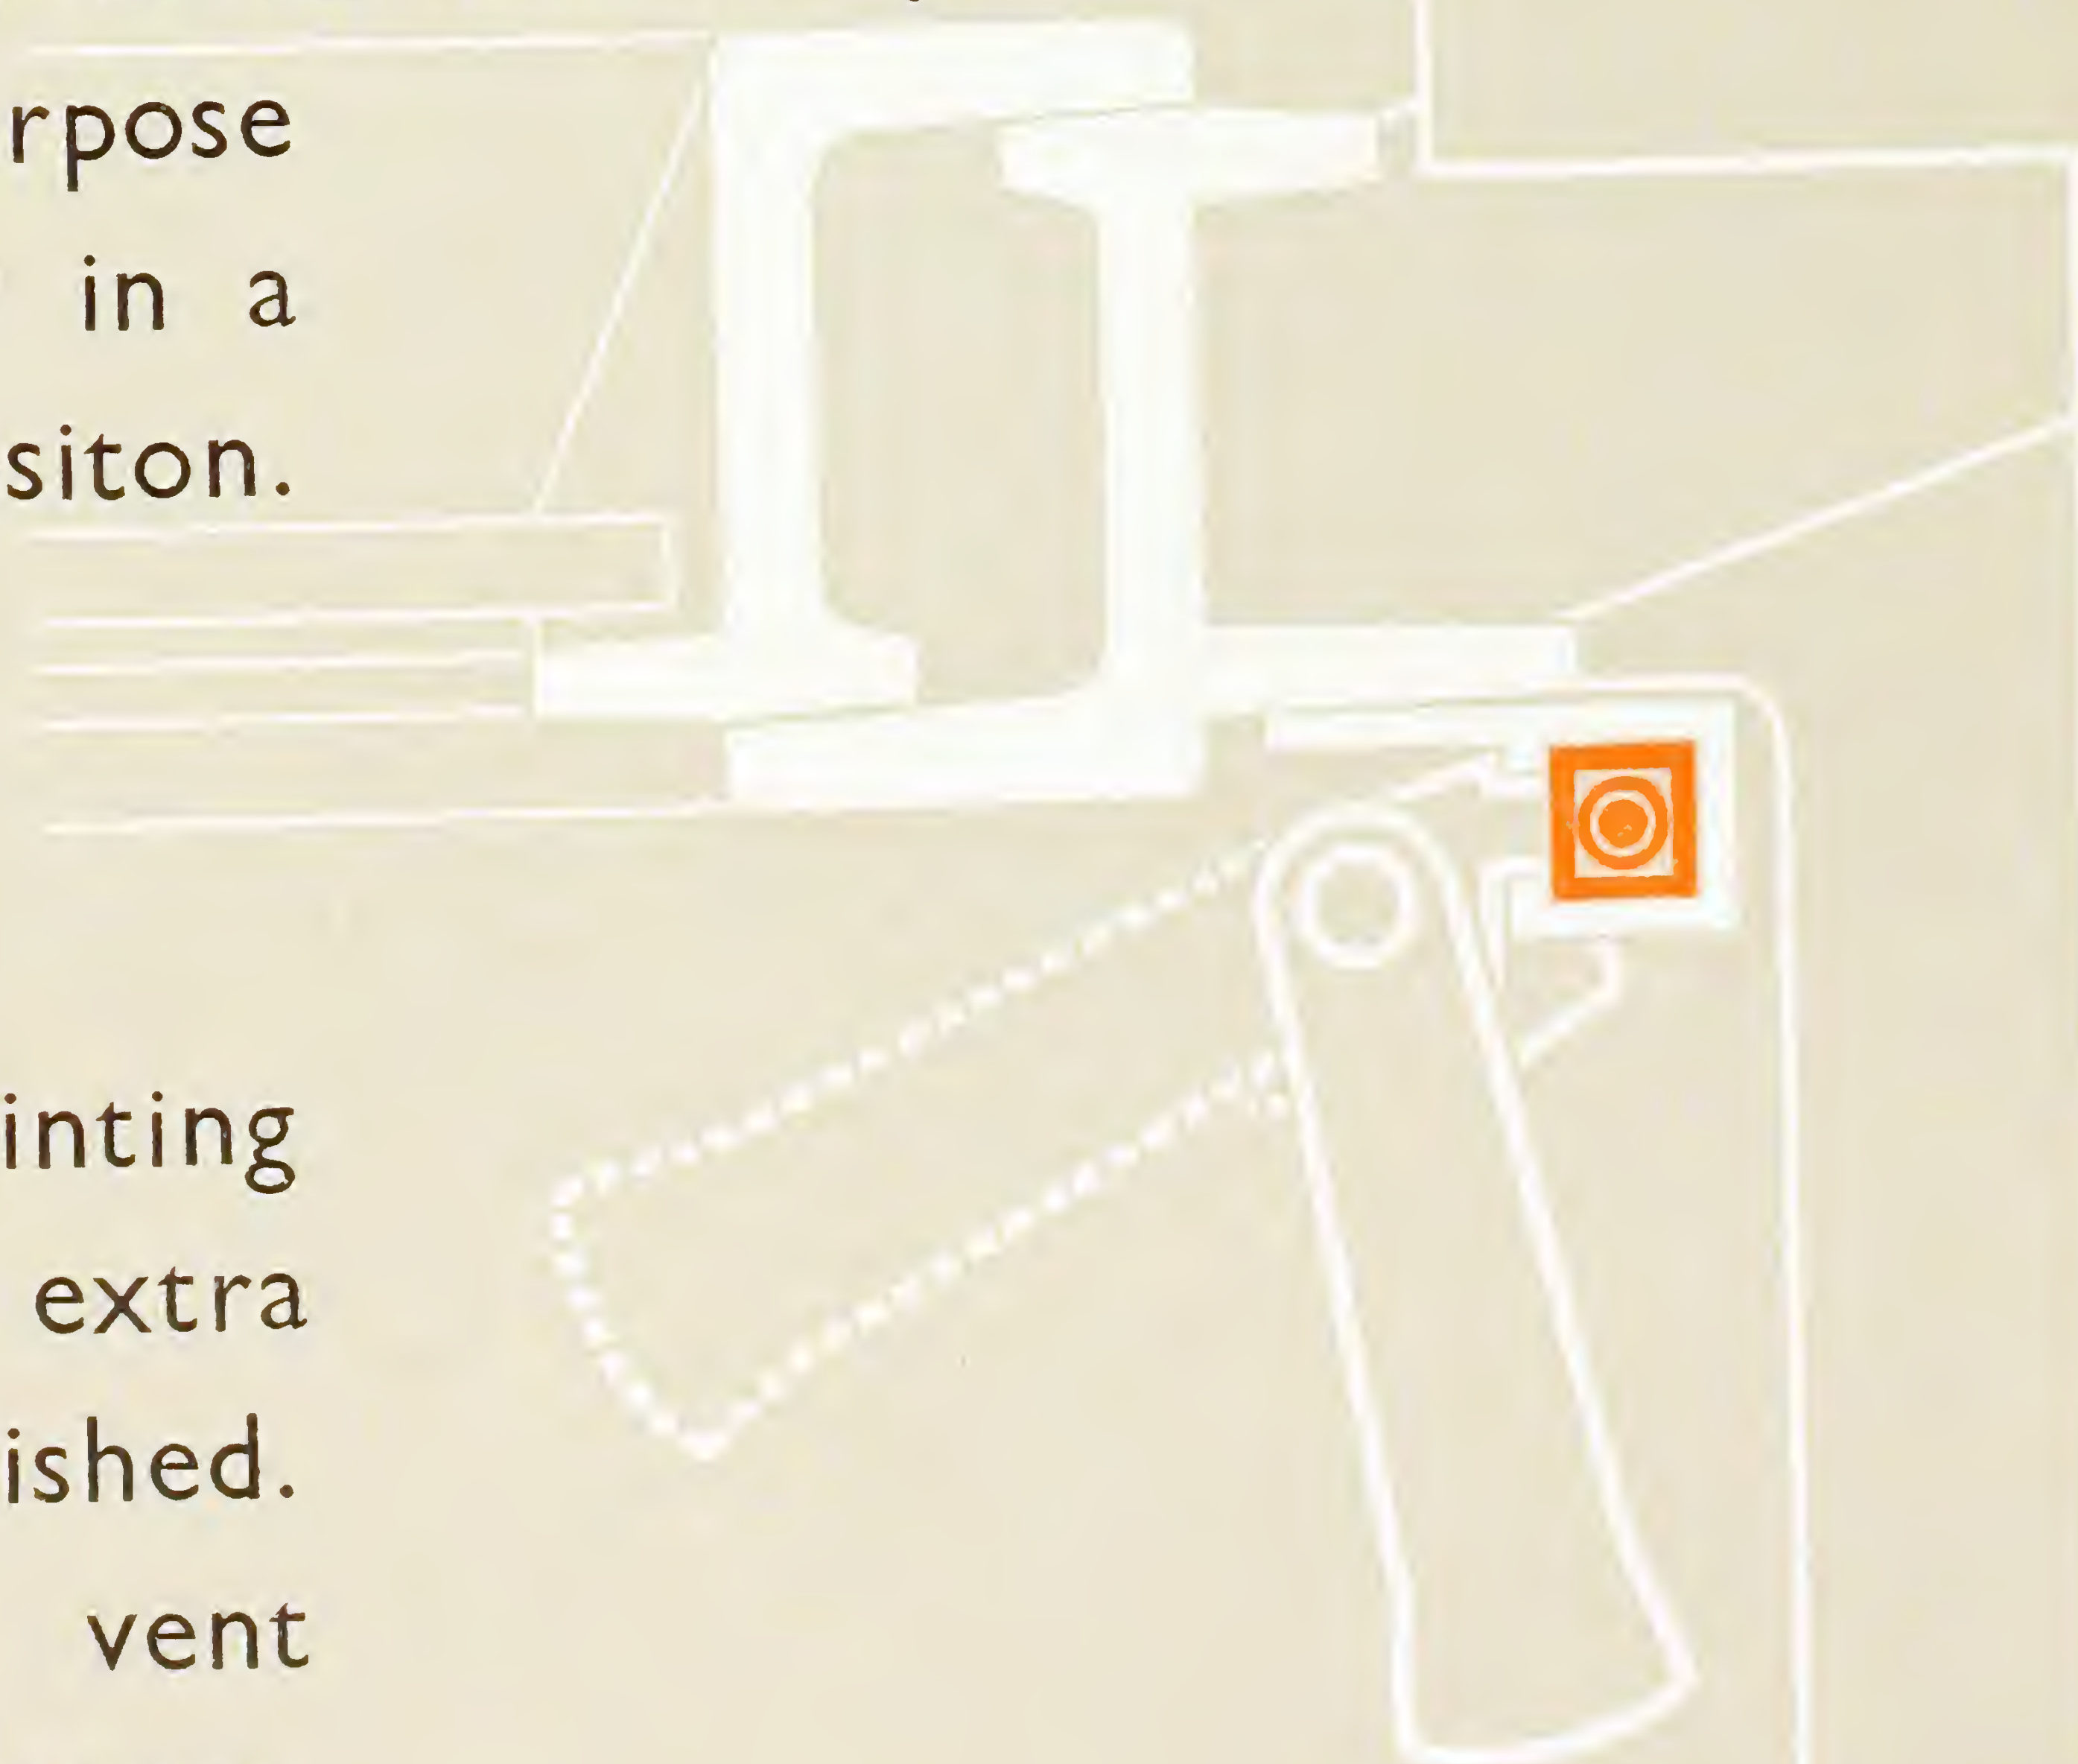 rpose
in a
siton.
inting
extra
ished.
vent